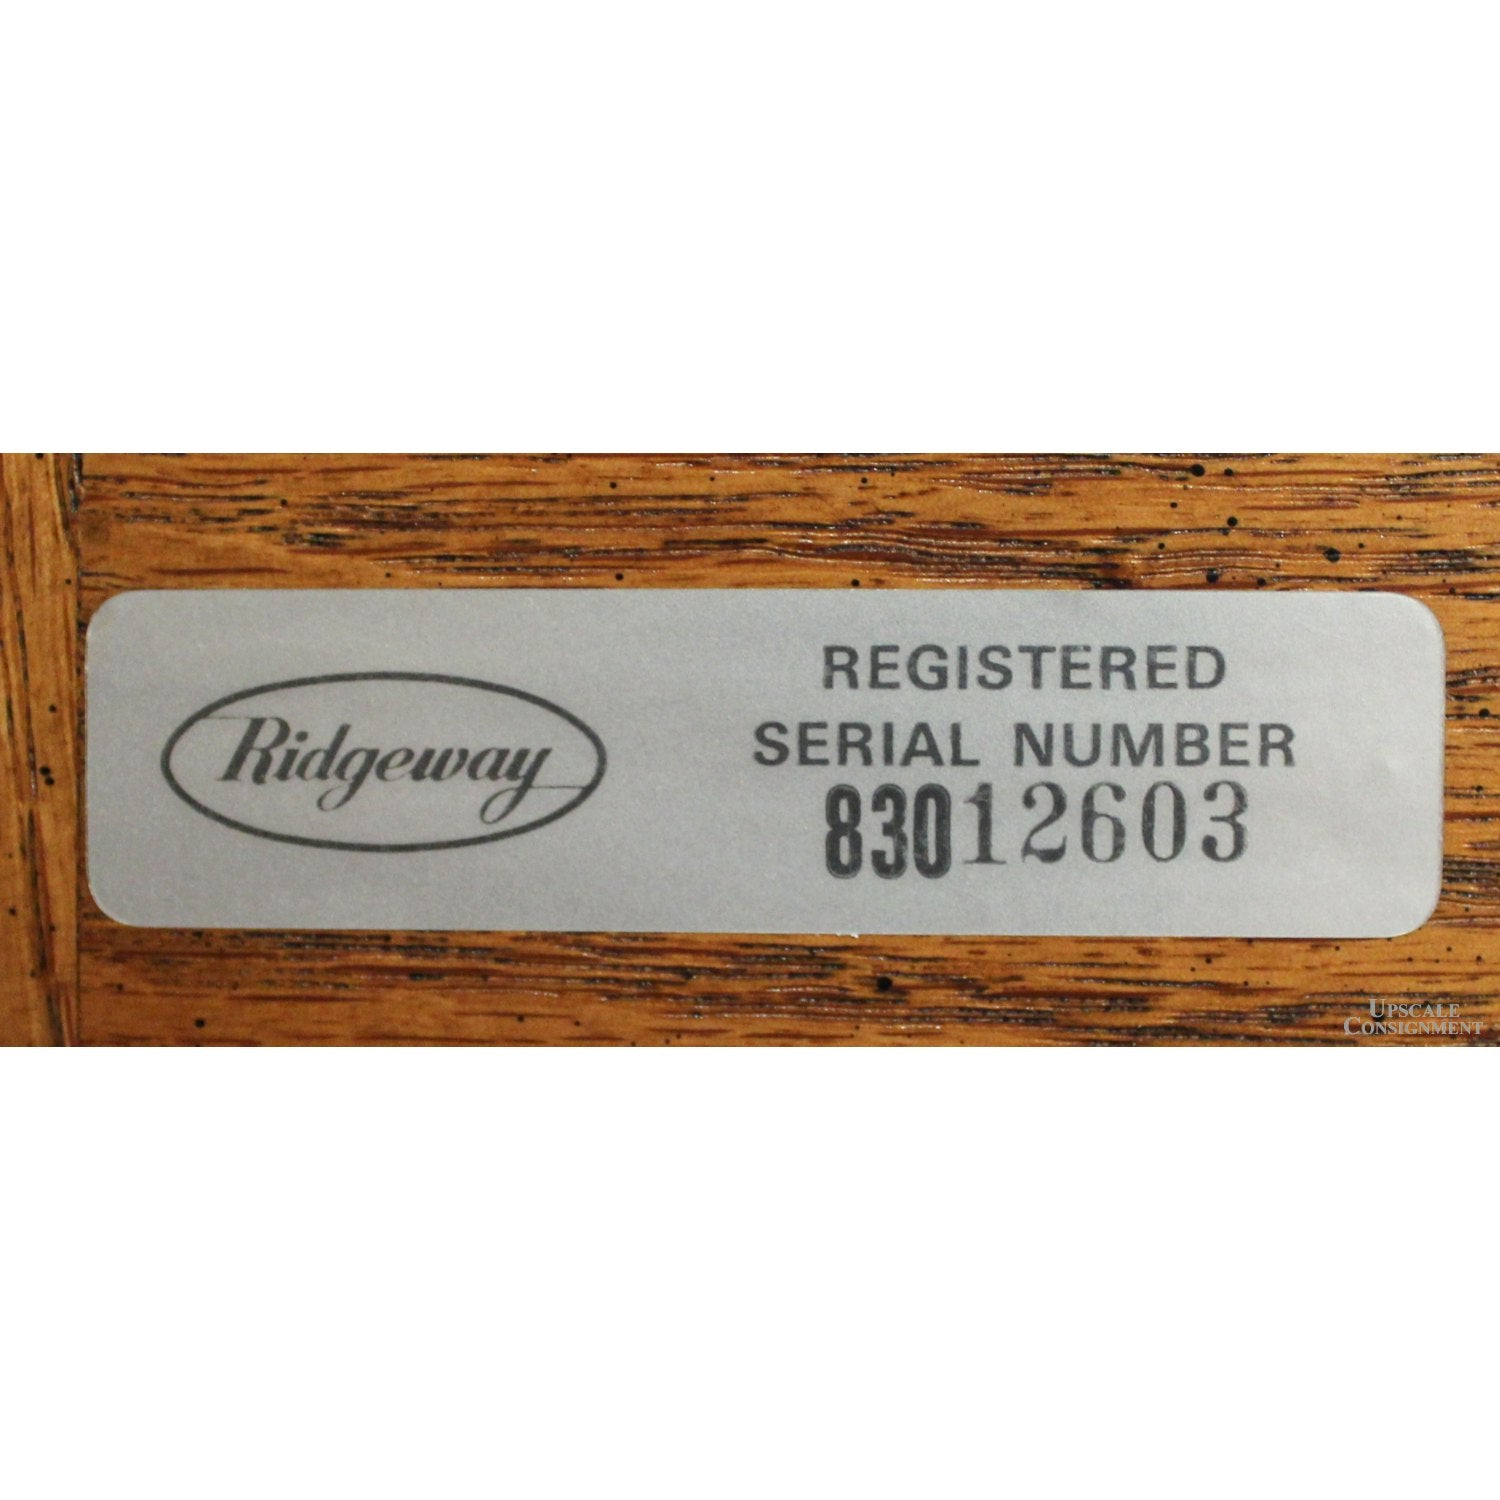 Ridgeway
REGISTERED
SERIAL NUMBER
83012603
UPSCALE
CONSIGNMENT